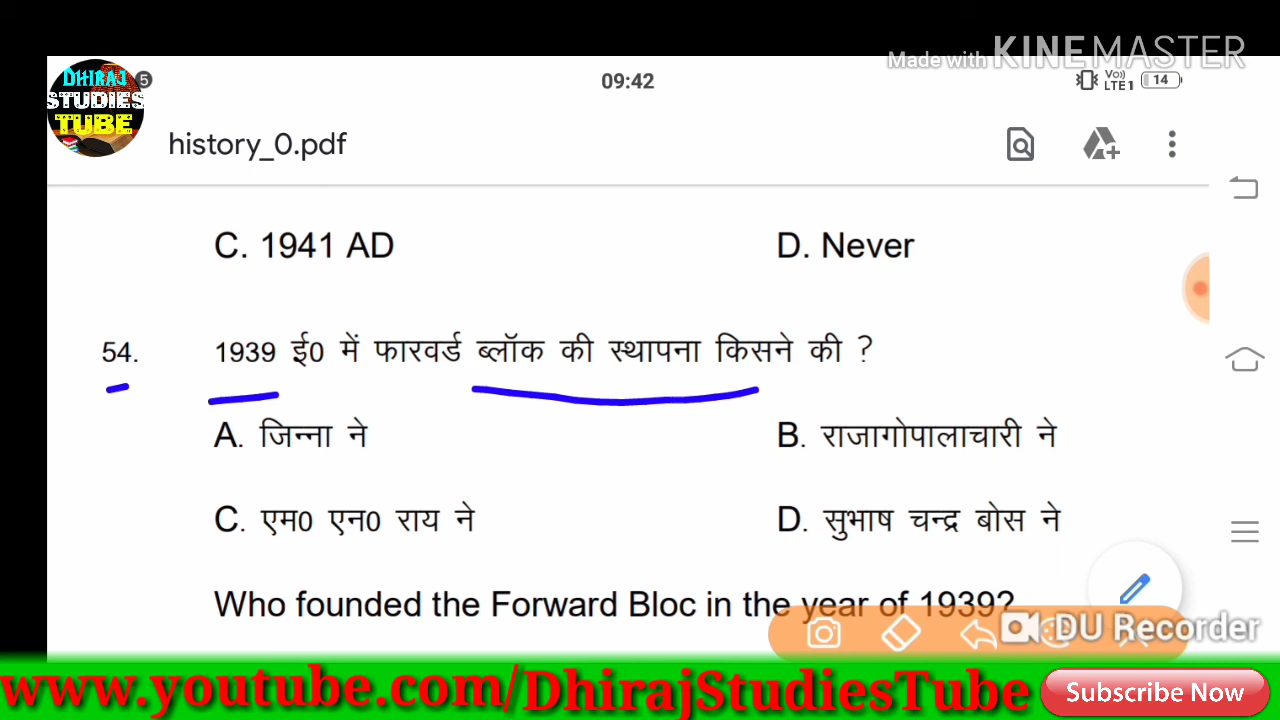 Made with KINEMASTER
DHIRAJ
STUDIES
TUBE
5
09:42
Vo))
LTE1
14
history_0.pdf
C. 1941 AD
D. Never
54. 1939 ई0 में फारवर्ड ब्लॉक की स्थापना किसने की ?
A. जिन्ना ने
B. राजागोपालाचारी ने
C. एम0 एन0 राय ने
D. सुभाष चन्द्र बोस ने
Who founded the Forward Bloc in the year of 1939?
DU Recorder
www.youtube.com/DhirajStudiesTube
Subscribe Now